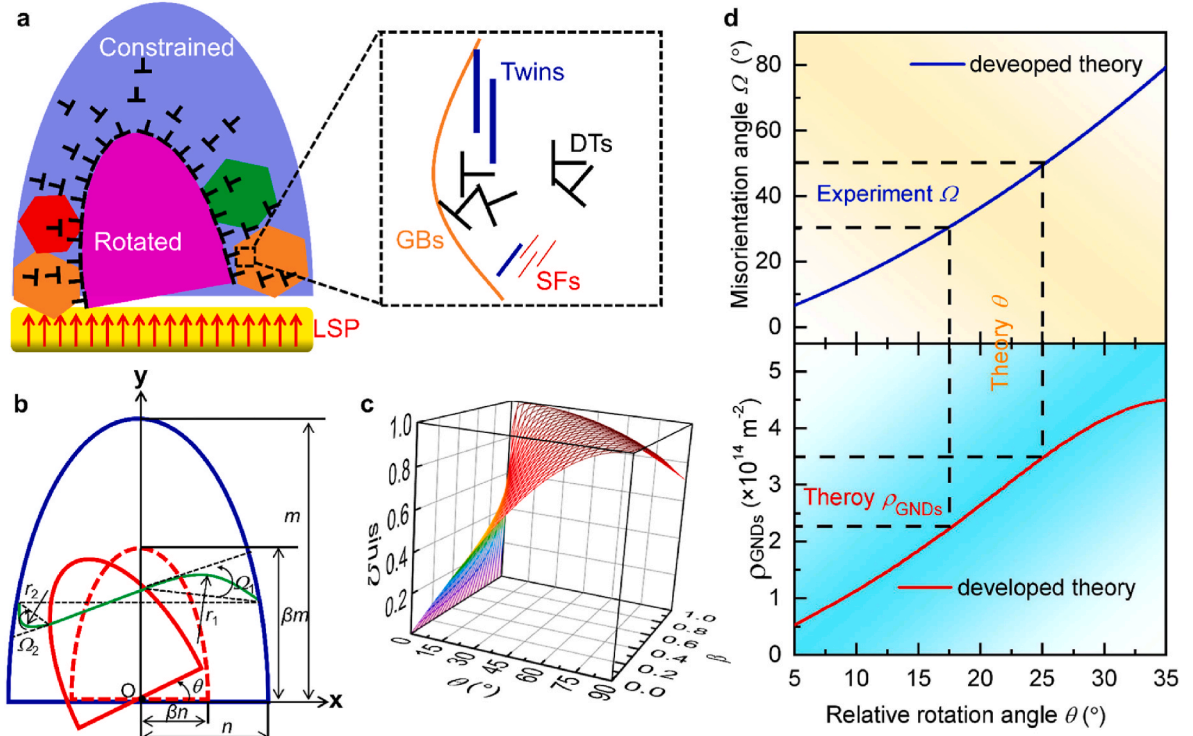 a
Constrained
Rotated
LSP
Twins
DTs
GBs
SFs
b
y
m
βm
r₂
r₁
Ω₁
Ω₂
θ
O
x
βn
n
c
sinΩ
1.0
0.8
0.6
0.4
0.2
0
15
30
45
60
75
90
θ (°)
1.0
0.8
0.6
0.4
0.2
0.0
β
d
Misorientation angle Ω (°)
80
60
40
20
0
deveoped theory
Experiment Ω
Theory θ
ρGNDs (×10¹⁴ m⁻²)
5
4
3
2
1
0
Theroy ρGNDs
developed theory
5 10 15 20 25 30 35
Relative rotation angle θ (°)